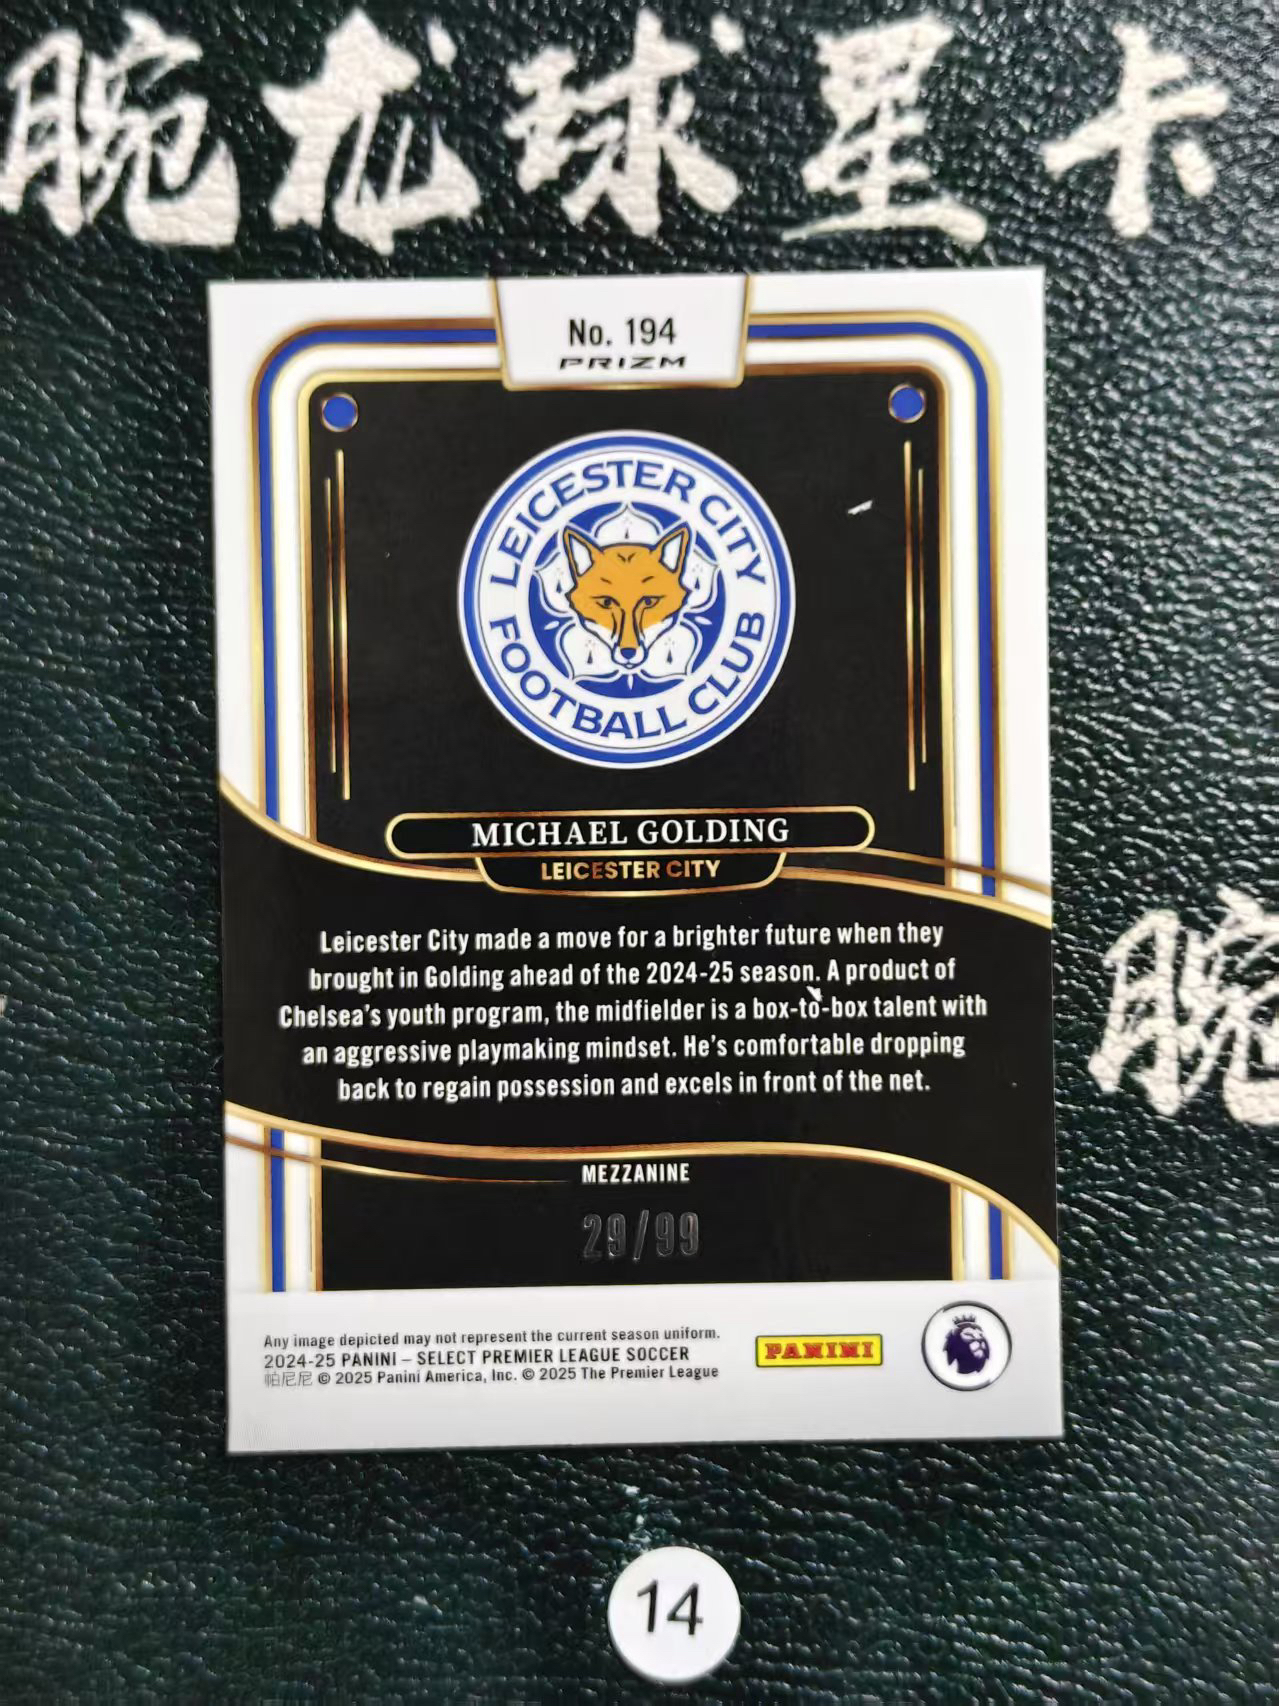 腕龙球星卡
No. 194
PRIZM
LEICESTER CITY
FOOTBALL CLUB
MICHAEL GOLDING
LEICESTER CITY
Leicester City made a move for a brighter future when they
brought in Golding ahead of the 2024-25 season. A product of
Chelsea's youth program, the midfielder is a box-to-box talent with
an aggressive playmaking mindset. He's comfortable dropping
back to regain possession and excels in front of the net.
腕
MEZZANINE
29/99
Any image depicted may not represent the current season uniform.
2024-25 PANINI – SELECT PREMIER LEAGUE SOCCER
帕尼尼 © 2025 Panini America, Inc. © 2025 The Premier League
PANINI
14